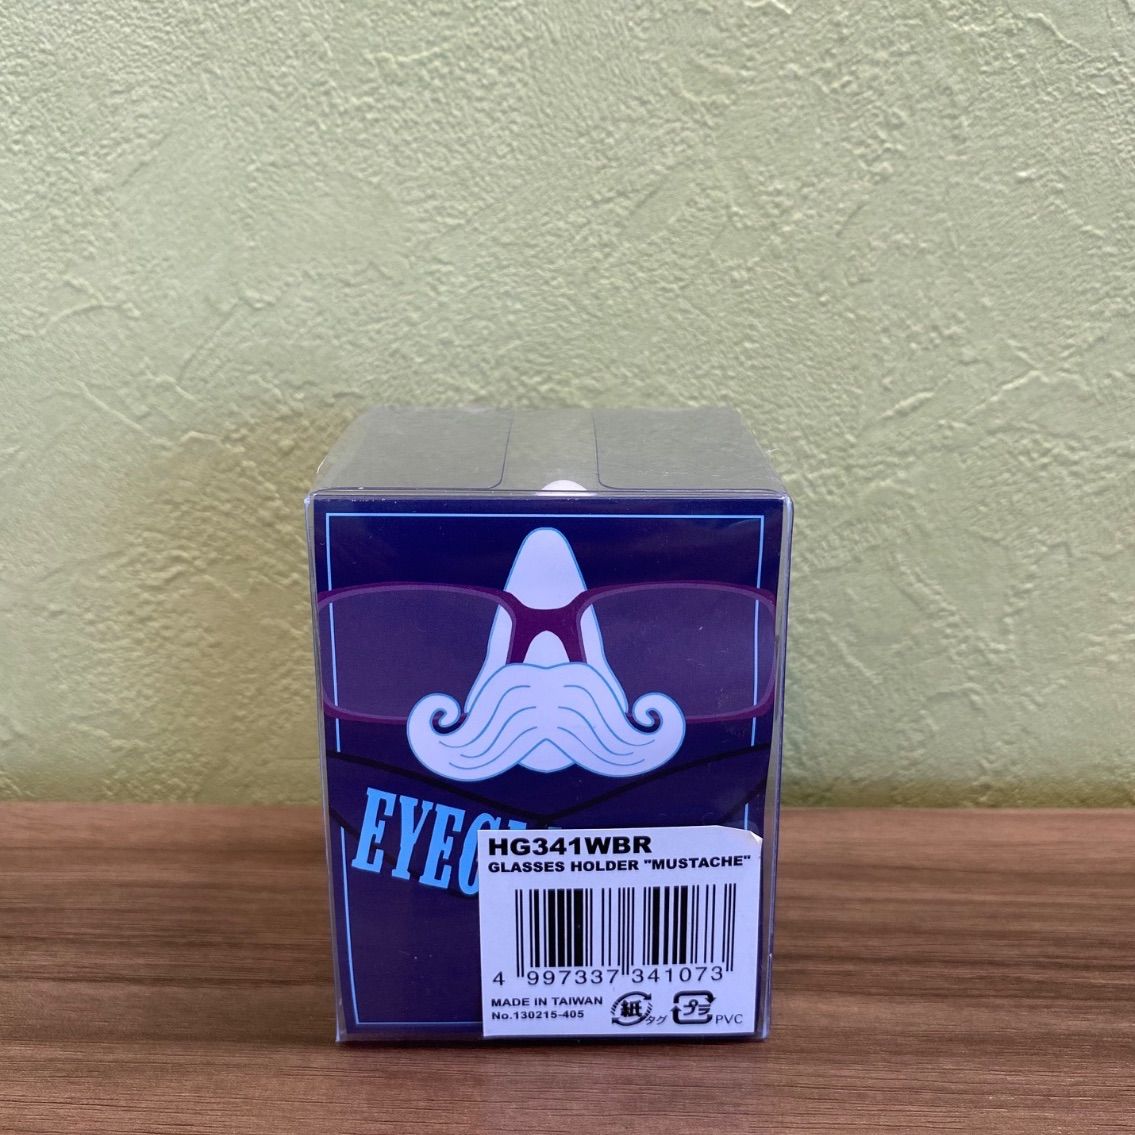 EYEG
HG341WBR
GLASSES HOLDER "MUSTACHE"
4 997337 341073
MADE IN TAIWAN
No.130215-405
紙 タグ
プラ PVC